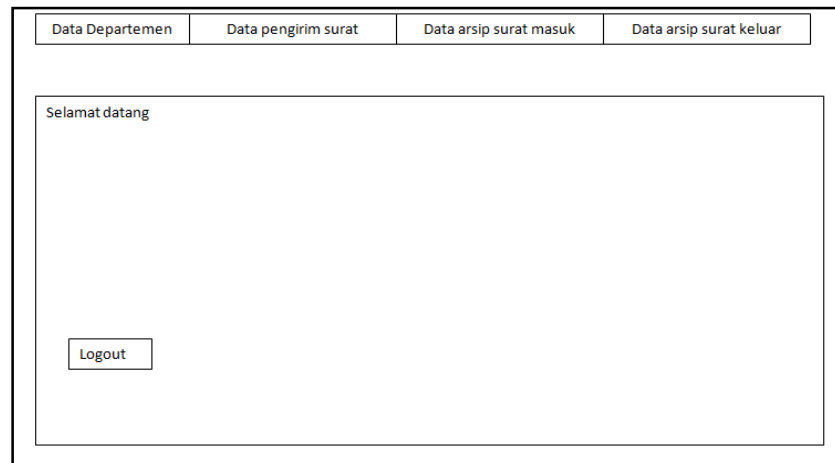 Data Departemen Data pengirim surat Data arsip surat masuk Data arsip surat keluar
Selamat datang
Logout